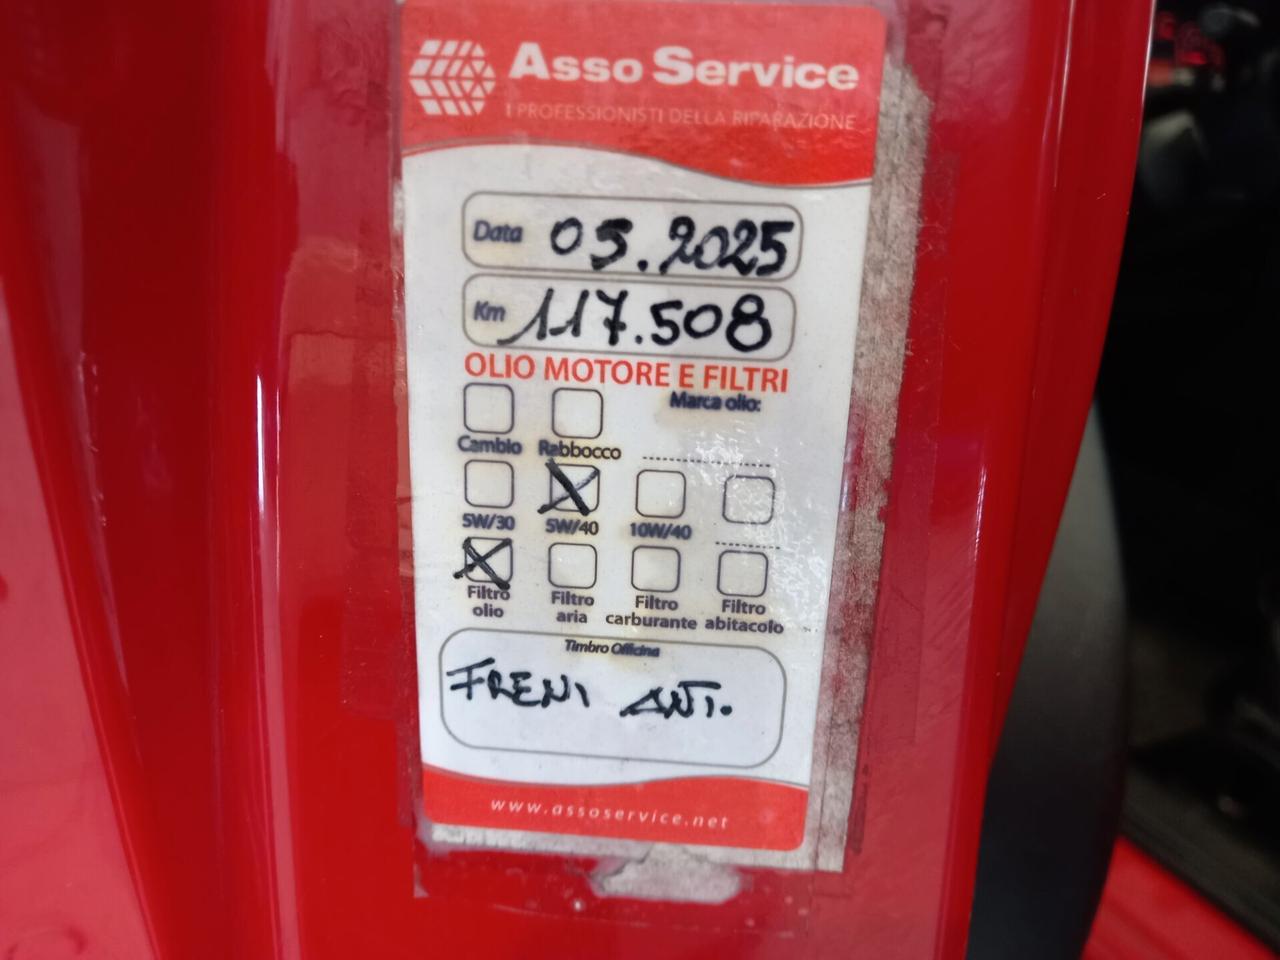 Asso Service
I PROFESSIONISTI DELLA RIPARAZIONE
Data 05.2025
Km 117.508
OLIO MOTORE E FILTRI
Marca olio:
Cambio Rabbocco
5W/30 5W/40 10W/40
Filtro olio Filtro aria Filtro carburante Filtro abitacolo
Timbro Officina
FRENI ANT.
www.assoservice.net